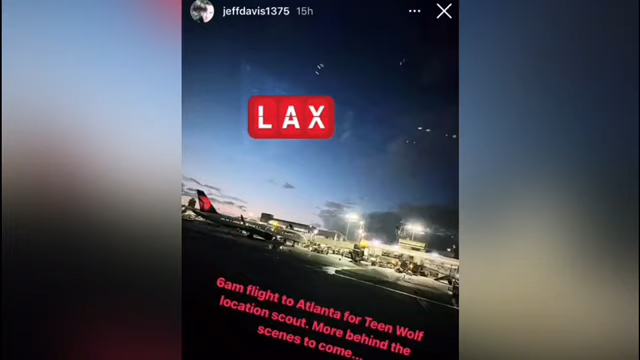 jeffdavis1375 15h
LAX
6am flight to Atlanta for Teen Wolf
location scout. More behind the
scenes to come...